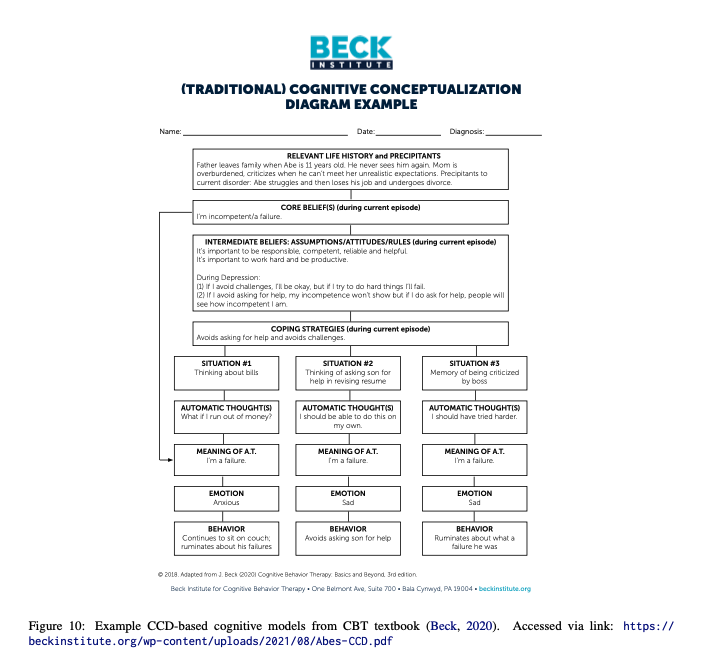 BECK
INSTITUTE
(TRADITIONAL) COGNITIVE CONCEPTUALIZATION
DIAGRAM EXAMPLE
Name: Date: Diagnosis:
RELEVANT LIFE HISTORY and PRECIPITANTS
Father leaves family when Abe is 11 years old. He never sees him again. Mom is
overburdened, criticizes when he can't meet her unrealistic expectations. Precipitants to
current disorder: Abe struggles and then loses his job and undergoes divorce.
CORE BELIEF(S) (during current episode)
I'm incompetent/a failure.
INTERMEDIATE BELIEFS: ASSUMPTIONS/ATTITUDES/RULES (during current episode)
It's important to be responsible, competent, reliable and helpful.
It's important to work hard and be productive.
During Depression:
(1) If I avoid challenges, I'll be okay, but if I try to do hard things I'll fail.
(2) If I avoid asking for help, my incompetence won't show but if I do ask for help, people will
see how incompetent I am.
COPING STRATEGIES (during current episode)
Avoids asking for help and avoids challenges.
SITUATION #1
Thinking about bills
SITUATION #2
Thinking of asking son for
help in revising resume
SITUATION #3
Memory of being criticized
by boss
AUTOMATIC THOUGHT(S)
What if I run out of money?
AUTOMATIC THOUGHT(S)
I should be able to do this on
my own.
AUTOMATIC THOUGHT(S)
I should have tried harder.
MEANING OF A.T.
I'm a failure.
MEANING OF A.T.
I'm a failure.
MEANING OF A.T.
I'm a failure.
EMOTION
Anxious
EMOTION
Sad
EMOTION
Sad
BEHAVIOR
Continues to sit on couch;
ruminates about his failures
BEHAVIOR
Avoids asking son for help
BEHAVIOR
Ruminates about what a
failure he was
© 2018. Adapted from J. Beck (2020) Cognitive Behavior Therapy: Basics and Beyond, 3rd edition.
Beck Institute for Cognitive Behavior Therapy • One Belmont Ave, Suite 700 • Bala Cynwyd, PA 19004 • beckinstitute.org
Figure 10: Example CCD-based cognitive models from CBT textbook (Beck, 2020). Accessed via link: https://
beckinstitute.org/wp-content/uploads/2021/08/Abes-CCD.pdf